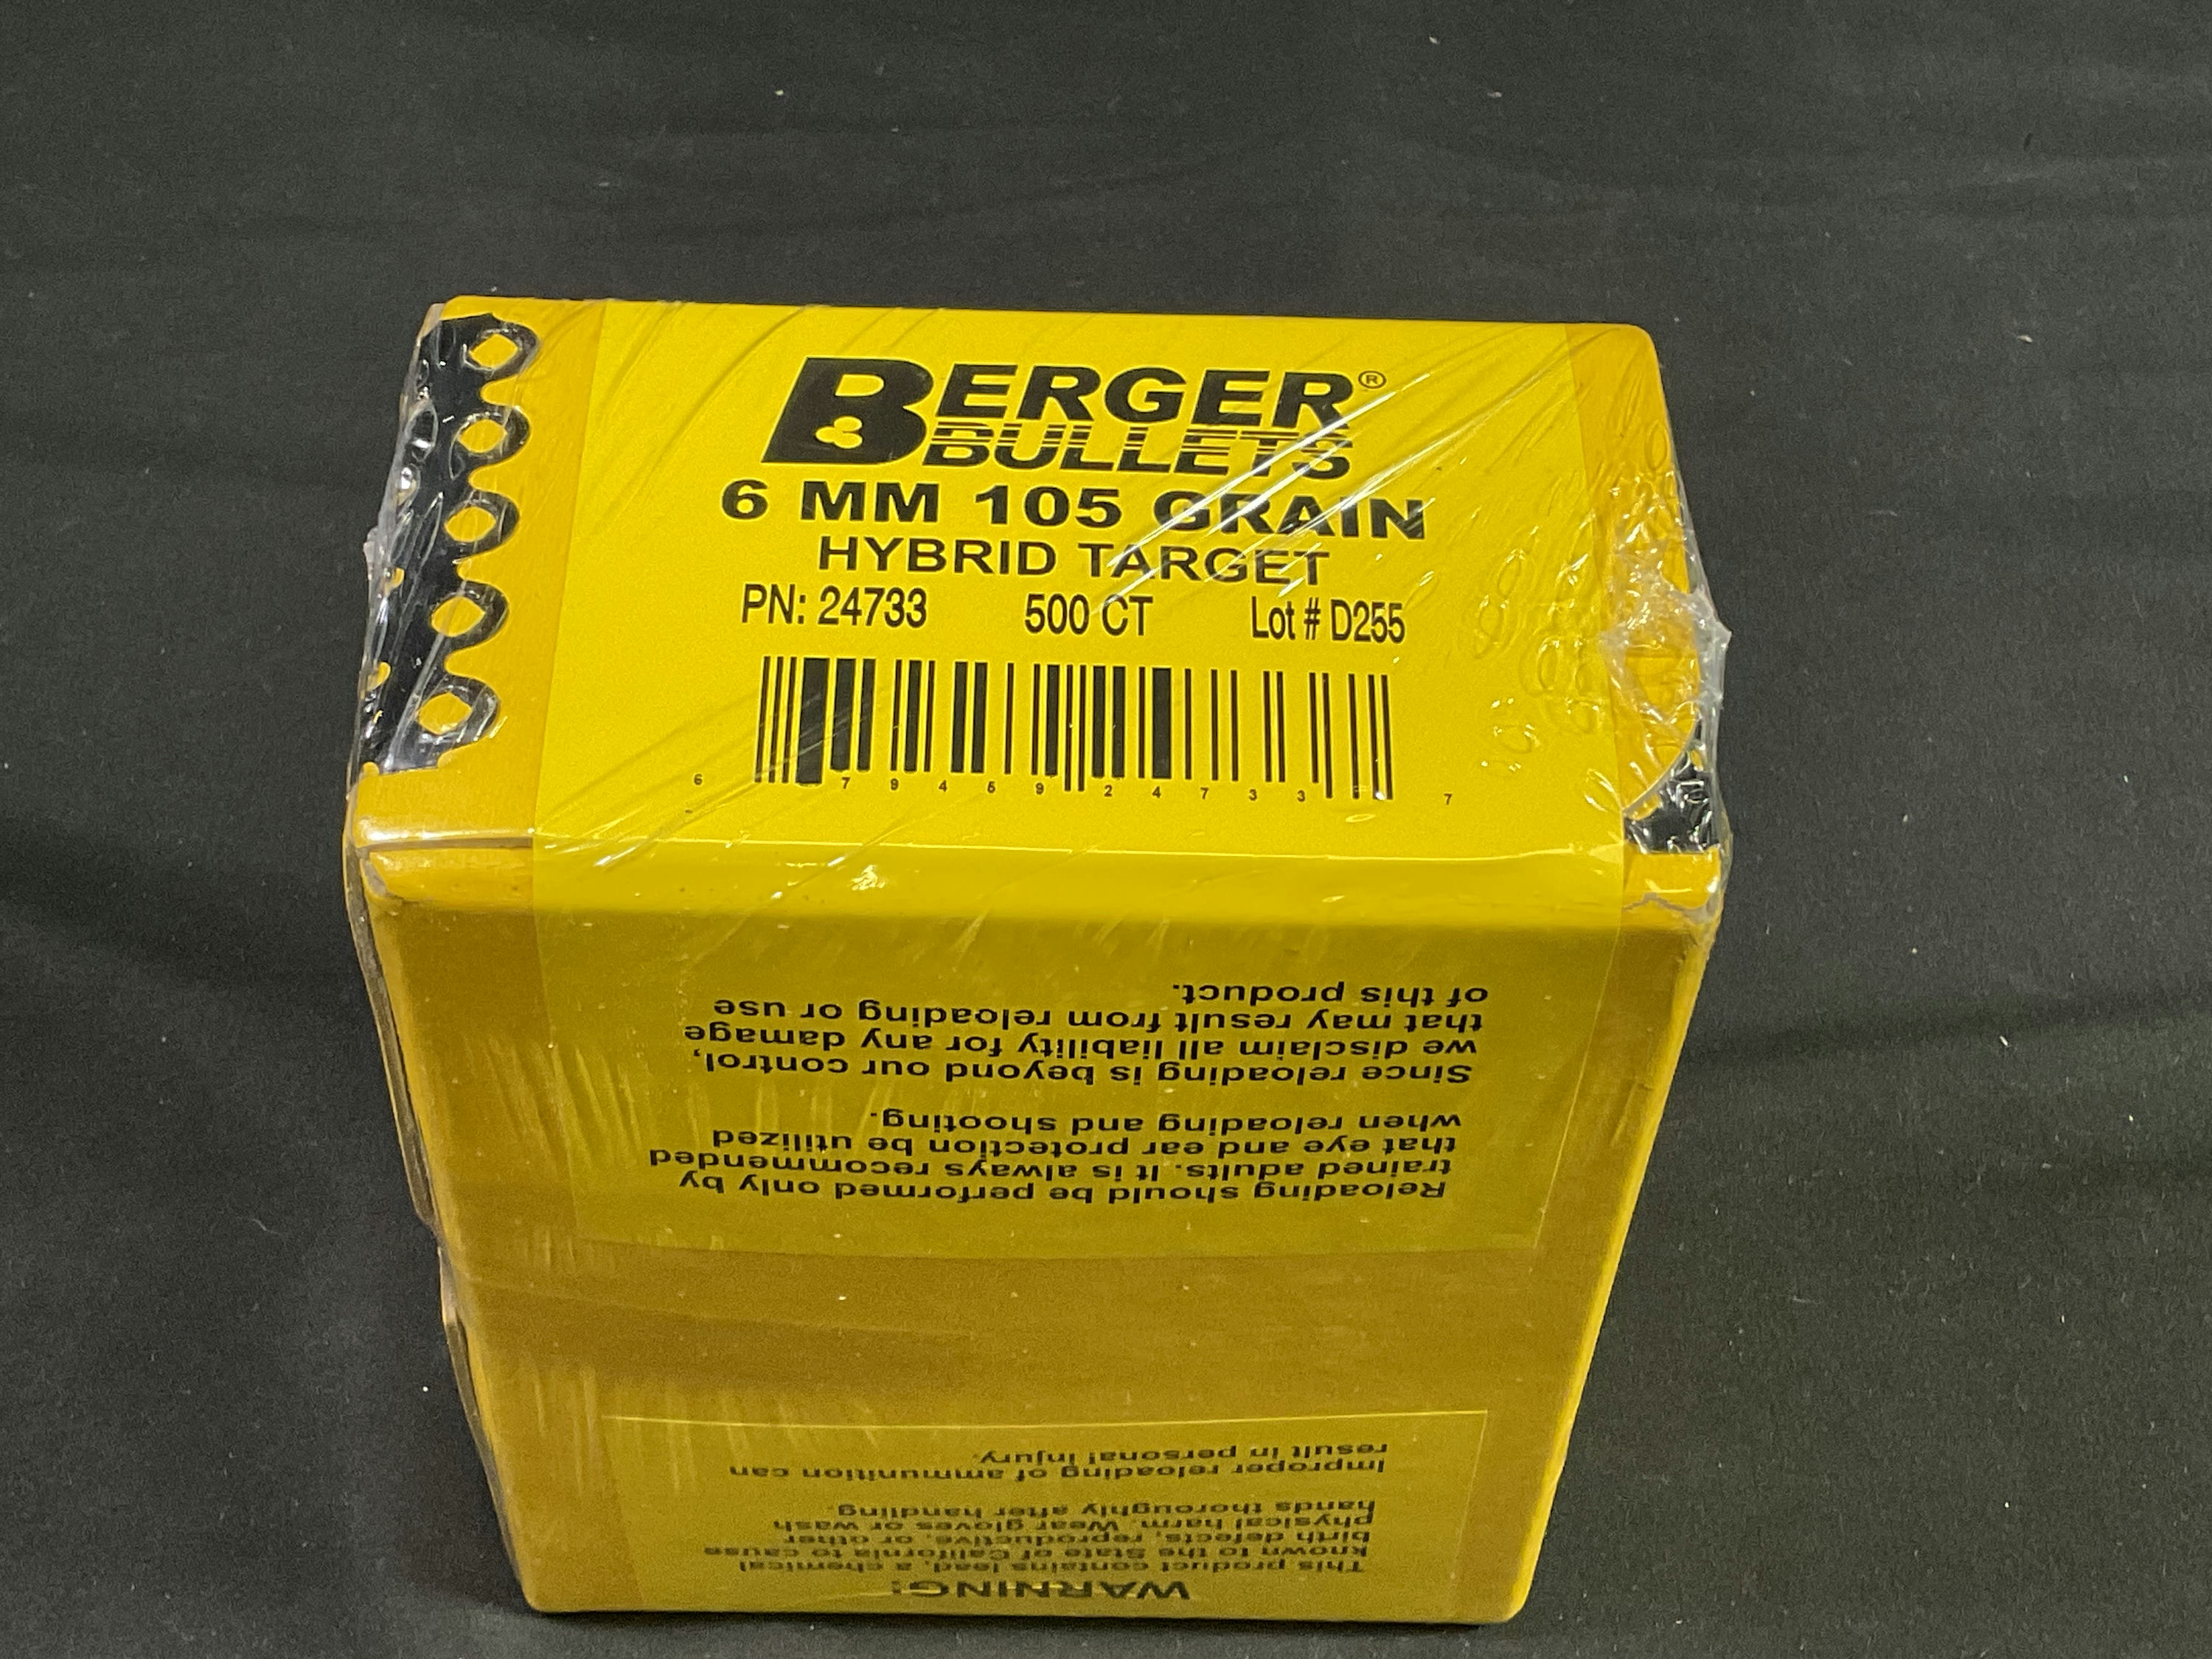 BERGER®
BULLETS
6 MM 105 GRAIN
HYBRID TARGET
PN: 24733 500 CT Lot # D255
6 79459 24733 7
Reloading should be performed only by
trained adults. It is always recommended
that eye and ear protection be utilized
when reloading and shooting.
Since reloading is beyond our control,
we disclaim all liability for any damage
that may result from reloading or use
of this product.
WARNING:
This product contains lead, a chemical
known to the State of California to cause
birth defects, reproductive, or other
physical harm. Wear gloves or wash
hands thoroughly after handling.
Improper reloading of ammunition can
result in personal injury.